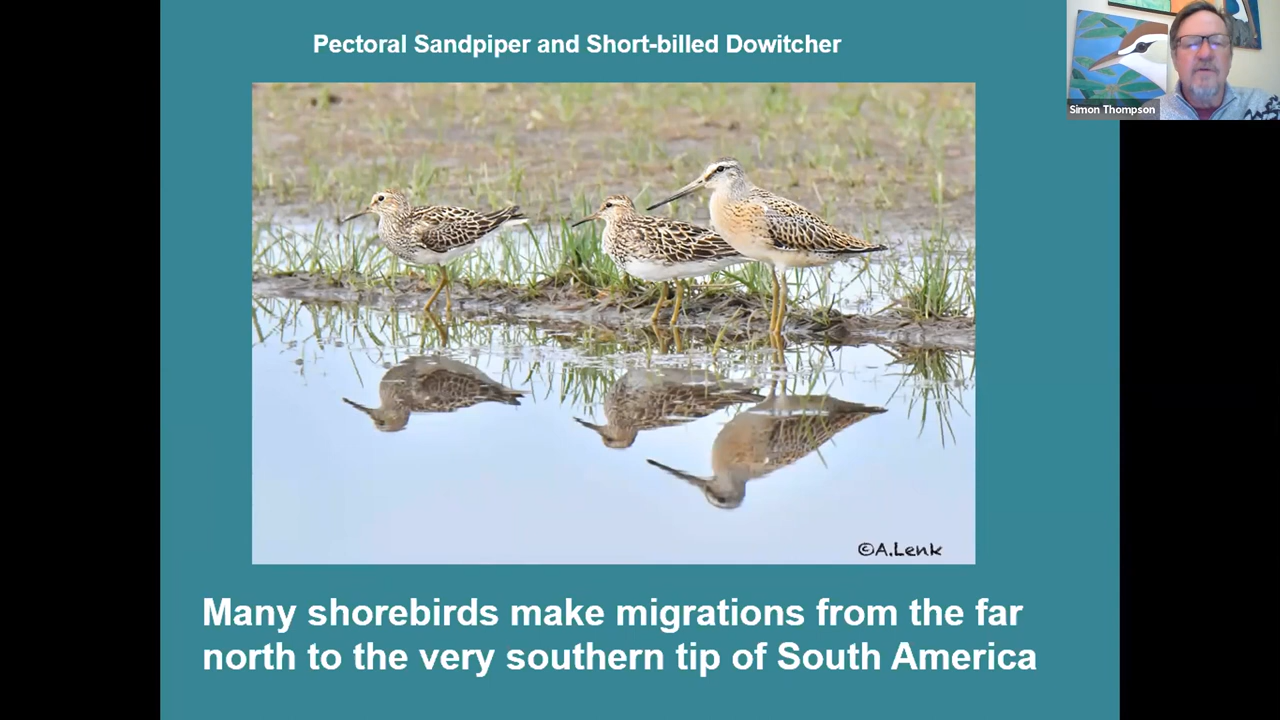 Pectoral Sandpiper and Short-billed Dowitcher
Simon Thompson
©A.Lenk
Many shorebirds make migrations from the far
north to the very southern tip of South America